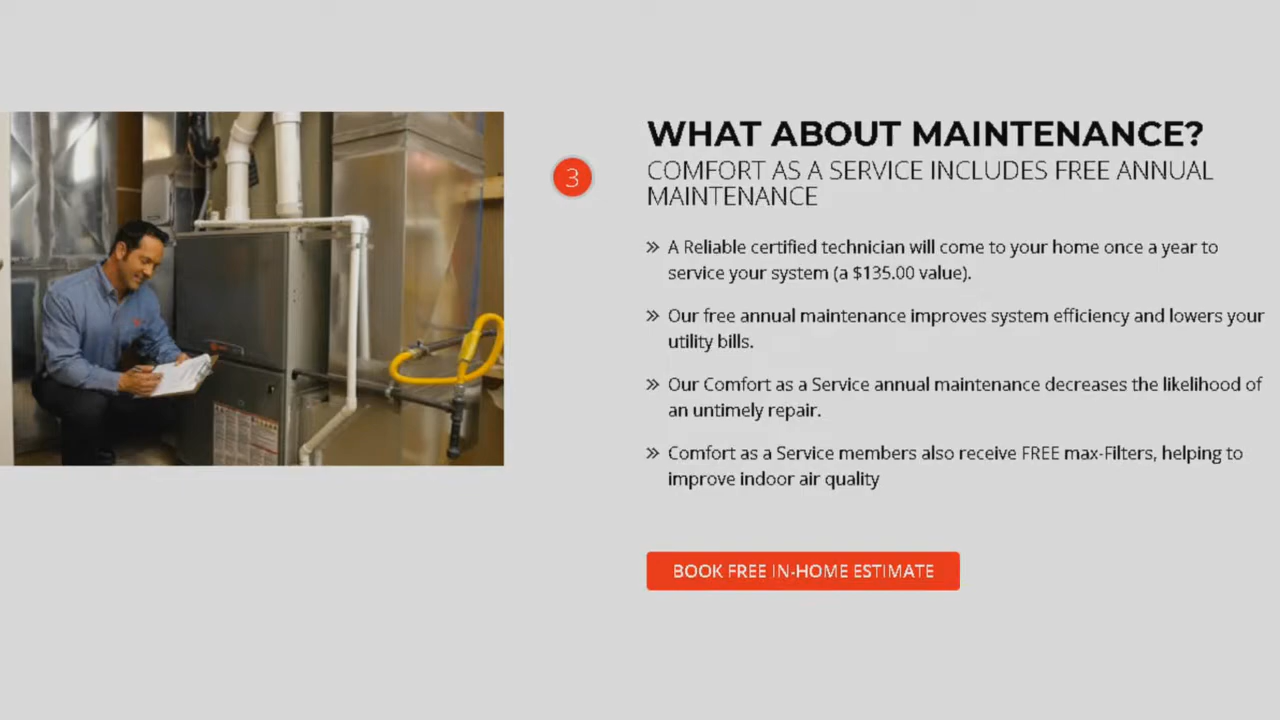 WHAT ABOUT MAINTENANCE?
3
COMFORT AS A SERVICE INCLUDES FREE ANNUAL
MAINTENANCE
A Reliable certified technician will come to your home once a year to
service your system (a $135.00 value).
Our free annual maintenance improves system efficiency and lowers your
utility bills.
Our Comfort as a Service annual maintenance decreases the likelihood of
an untimely repair.
Comfort as a Service members also receive FREE max-Filters, helping to
improve indoor air quality
BOOK FREE IN-HOME ESTIMATE